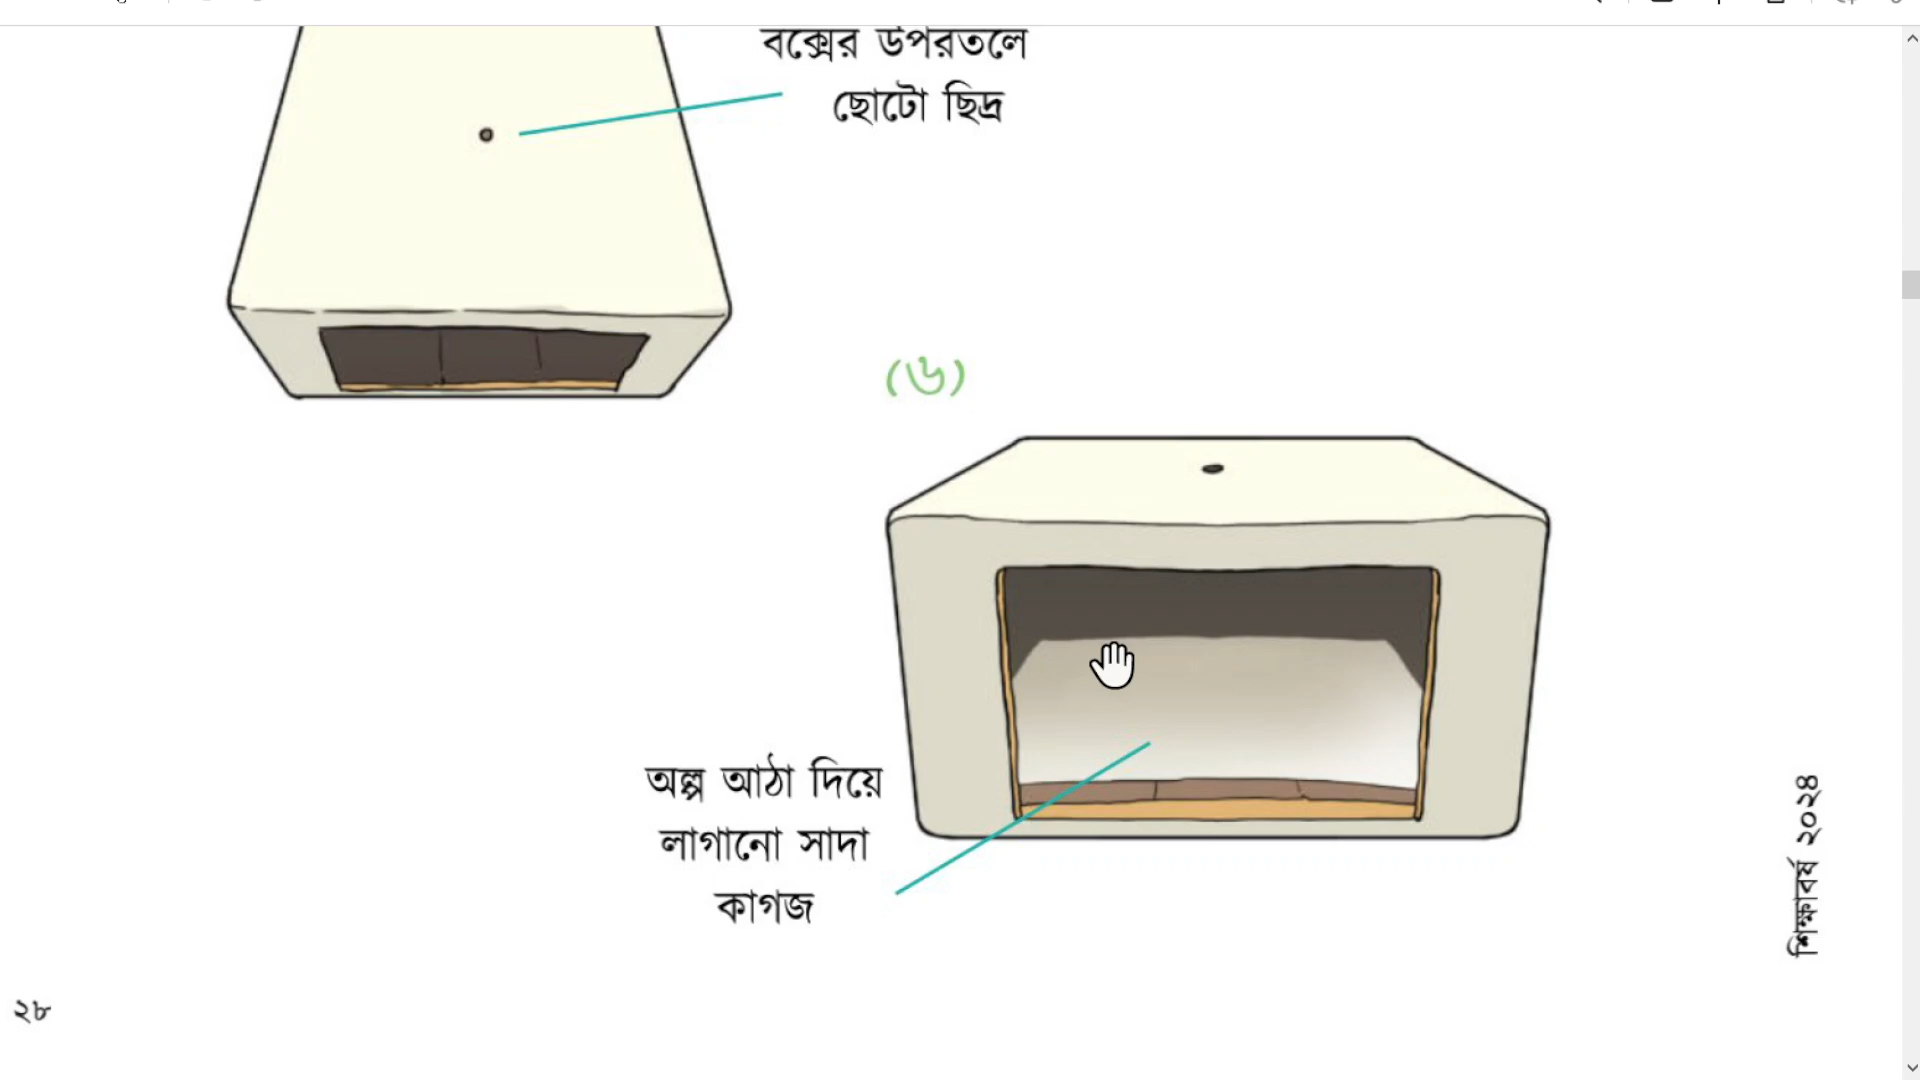 বক্সের উপরতলে
ছোটো ছিদ্র
(৬)
অল্প আঠা দিয়ে
লাগানো সাদা
কাগজ
শিক্ষাবর্ষ ২০২৪
২৮